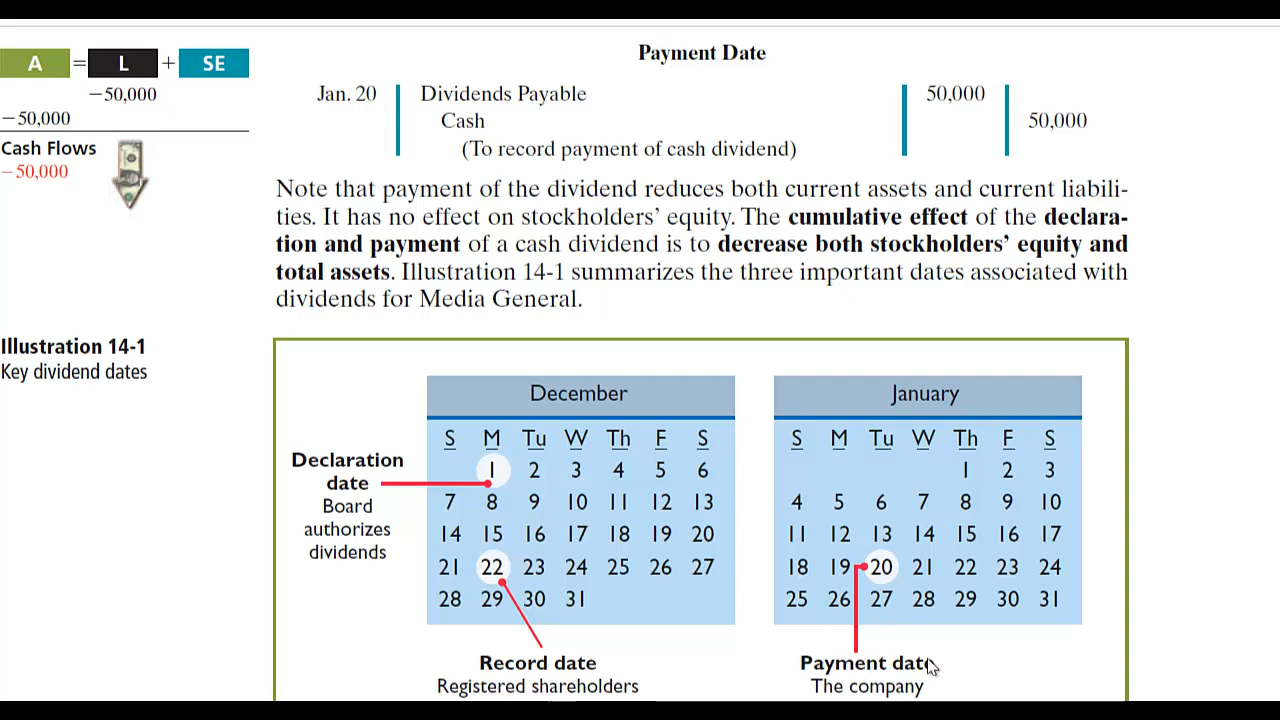 A = L + SE
−50,000
−50,000
Cash Flows
−50,000
Payment Date
Jan. 20 Dividends Payable 50,000
Cash 50,000
(To record payment of cash dividend)
Note that payment of the dividend reduces both current assets and current liabili-
ties. It has no effect on stockholders’ equity. The cumulative effect of the declara-
tion and payment of a cash dividend is to decrease both stockholders’ equity and
total assets. Illustration 14-1 summarizes the three important dates associated with
dividends for Media General.
Illustration 14-1
Key dividend dates
Declaration
date
Board
authorizes
dividends
December
S M Tu W Th F S
1 2 3 4 5 6
7 8 9 10 11 12 13
14 15 16 17 18 19 20
21 22 23 24 25 26 27
28 29 30 31
Record date
Registered shareholders
January
S M Tu W Th F S
1 2 3
4 5 6 7 8 9 10
11 12 13 14 15 16 17
18 19 20 21 22 23 24
25 26 27 28 29 30 31
Payment date
The company